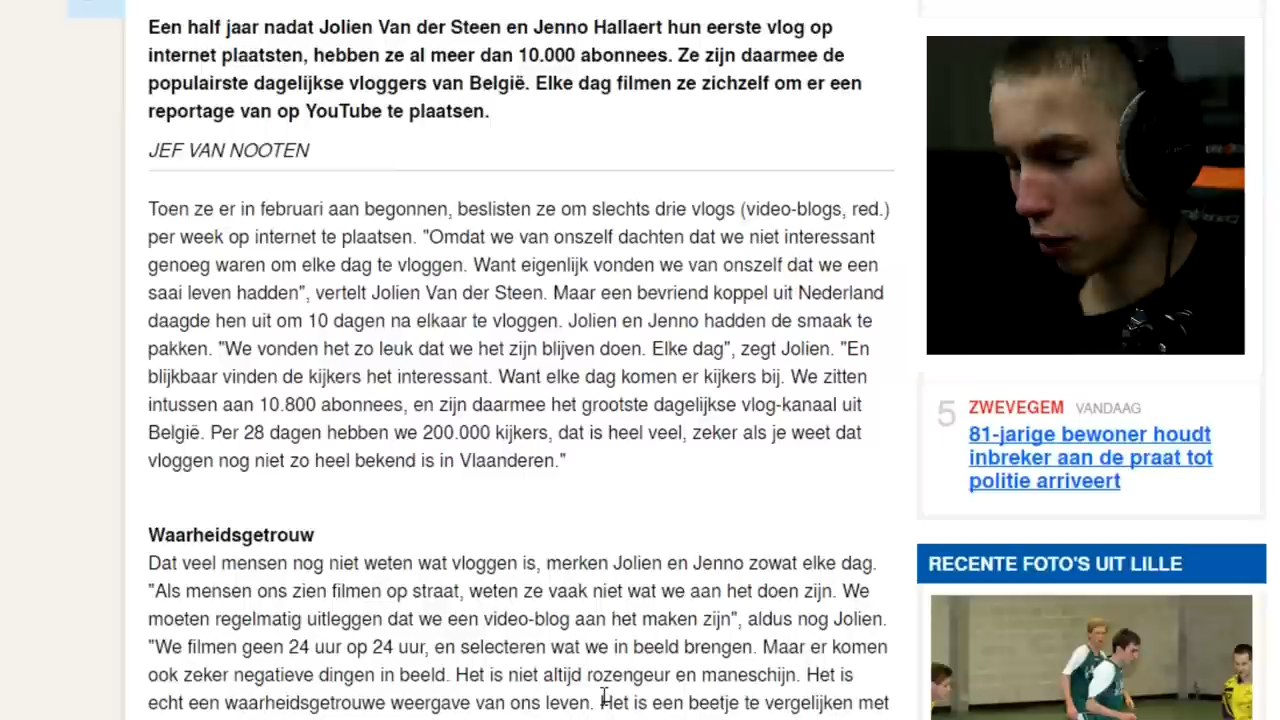 Een half jaar nadat Jolien Van der Steen en Jenno Hallaert hun eerste vlog op
internet plaatsten, hebben ze al meer dan 10.000 abonnees. Ze zijn daarmee de
populairste dagelijkse vloggers van België. Elke dag filmen ze zichzelf om er een
reportage van op YouTube te plaatsen.
JEF VAN NOOTEN
Toen ze er in februari aan begonnen, beslisten ze om slechts drie vlogs (video-blogs, red.)
per week op internet te plaatsen. "Omdat we van onszelf dachten dat we niet interessant
genoeg waren om elke dag te vloggen. Want eigenlijk vonden we van onszelf dat we een
saai leven hadden", vertelt Jolien Van der Steen. Maar een bevriend koppel uit Nederland
daagde hen uit om 10 dagen na elkaar te vloggen. Jolien en Jenno hadden de smaak te
pakken. "We vonden het zo leuk dat we het zijn blijven doen. Elke dag", zegt Jolien. "En
blijkbaar vinden de kijkers het interessant. Want elke dag komen er kijkers bij. We zitten
intussen aan 10.800 abonnees, en zijn daarmee het grootste dagelijkse vlog-kanaal uit
België. Per 28 dagen hebben we 200.000 kijkers, dat is heel veel, zeker als je weet dat
vloggen nog niet zo heel bekend is in Vlaanderen."
Waarheidsgetrouw
Dat veel mensen nog niet weten wat vloggen is, merken Jolien en Jenno zowat elke dag.
"Als mensen ons zien filmen op straat, weten ze vaak niet wat we aan het doen zijn. We
moeten regelmatig uitleggen dat we een video-blog aan het maken zijn", aldus nog Jolien.
"We filmen geen 24 uur op 24 uur, en selecteren wat we in beeld brengen. Maar er komen
ook zeker negatieve dingen in beeld. Het is niet altijd rozengeur en maneschijn. Het is
echt een waarheidsgetrouwe weergave van ons leven. Het is een beetje te vergelijken met
5 ZWEVEGEM VANDAAG
81-jarige bewoner houdt
inbreker aan de praat tot
politie arriveert
RECENTE FOTO'S UIT LILLE